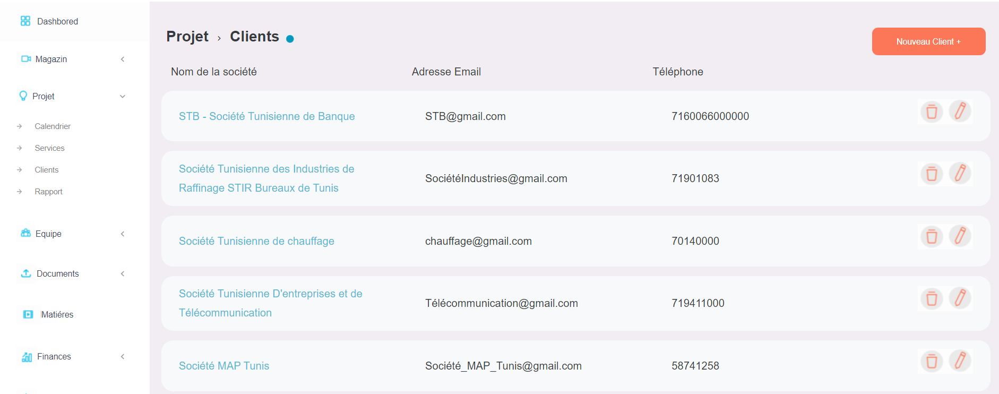 Dashbored
Magazin
Projet
Calendrier
Services
Clients
Rapport
Equipe
Documents
Matiéres
Finances
Projet › Clients
Nouveau Client +
Nom de la société Adresse Email Téléphone
STB - Société Tunisienne de Banque STB@gmail.com 7160066000000
Société Tunisienne des Industries de
Raffinage STIR Bureaux de Tunis SociétéIndustries@gmail.com 71901083
Société Tunisienne de chauffage chauffage@gmail.com 70140000
Société Tunisienne D'entreprises et de
Télécommunication Télécommunication@gmail.com 719411000
Société MAP Tunis Société_MAP_Tunis@gmail.com 58741258